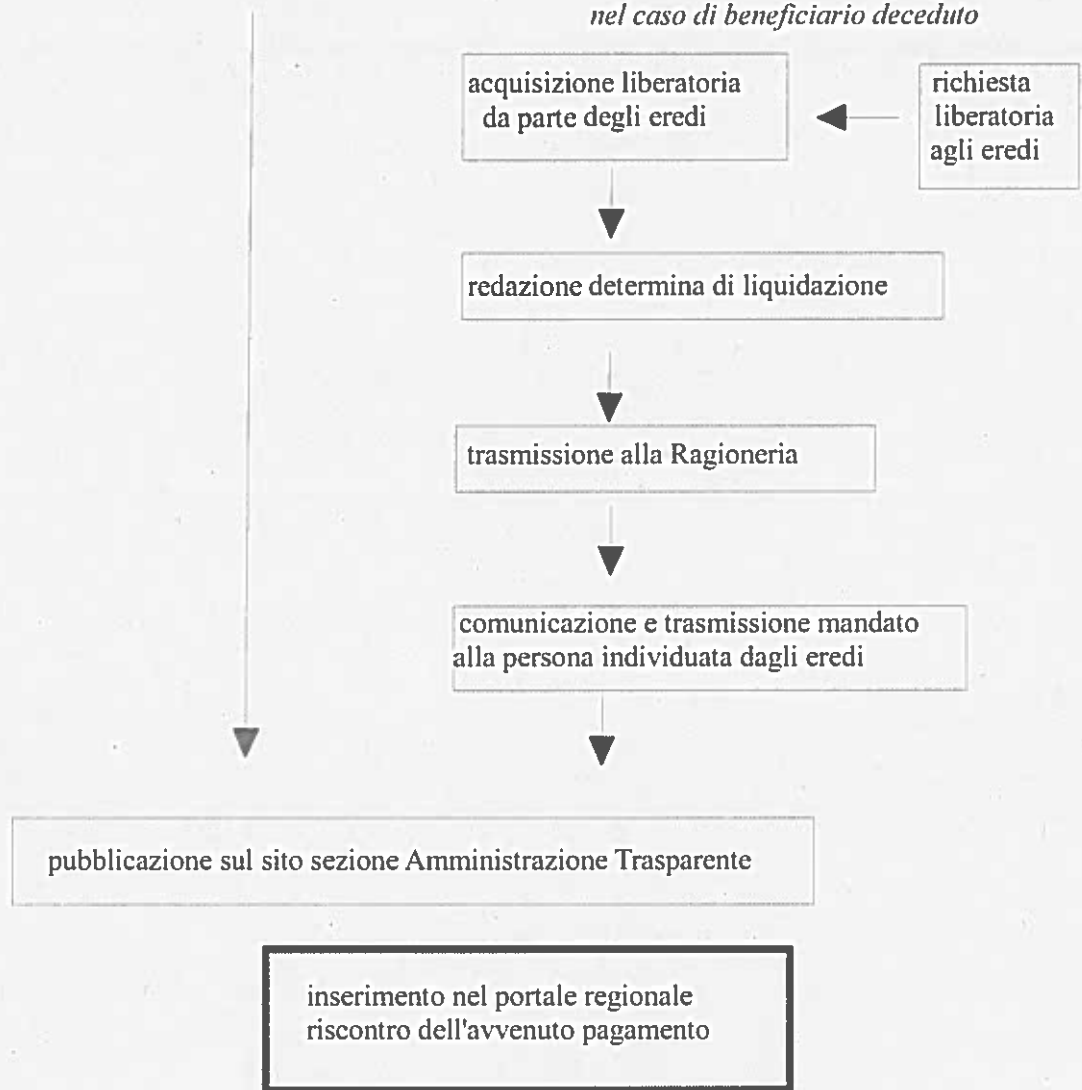 nel caso di beneficiario deceduto
acquisizione liberatoria
da parte degli eredi
richiesta
liberatoria
agli eredi
redazione determina di liquidazione
trasmissione alla Ragioneria
comunicazione e trasmissione mandato
alla persona individuata dagli eredi
pubblicazione sul sito sezione Amministrazione Trasparente
inserimento nel portale regionale
riscontro dell'avvenuto pagamento